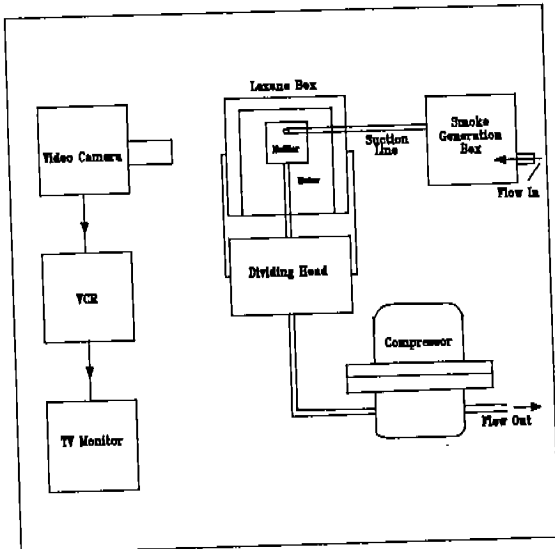 Lexane Box
Video Camera
Muffler
Suction
Line
Smoke
Generation
Box
Flow In
Dividing Head
VCR
Compressor
TV Monitor
Flow Out